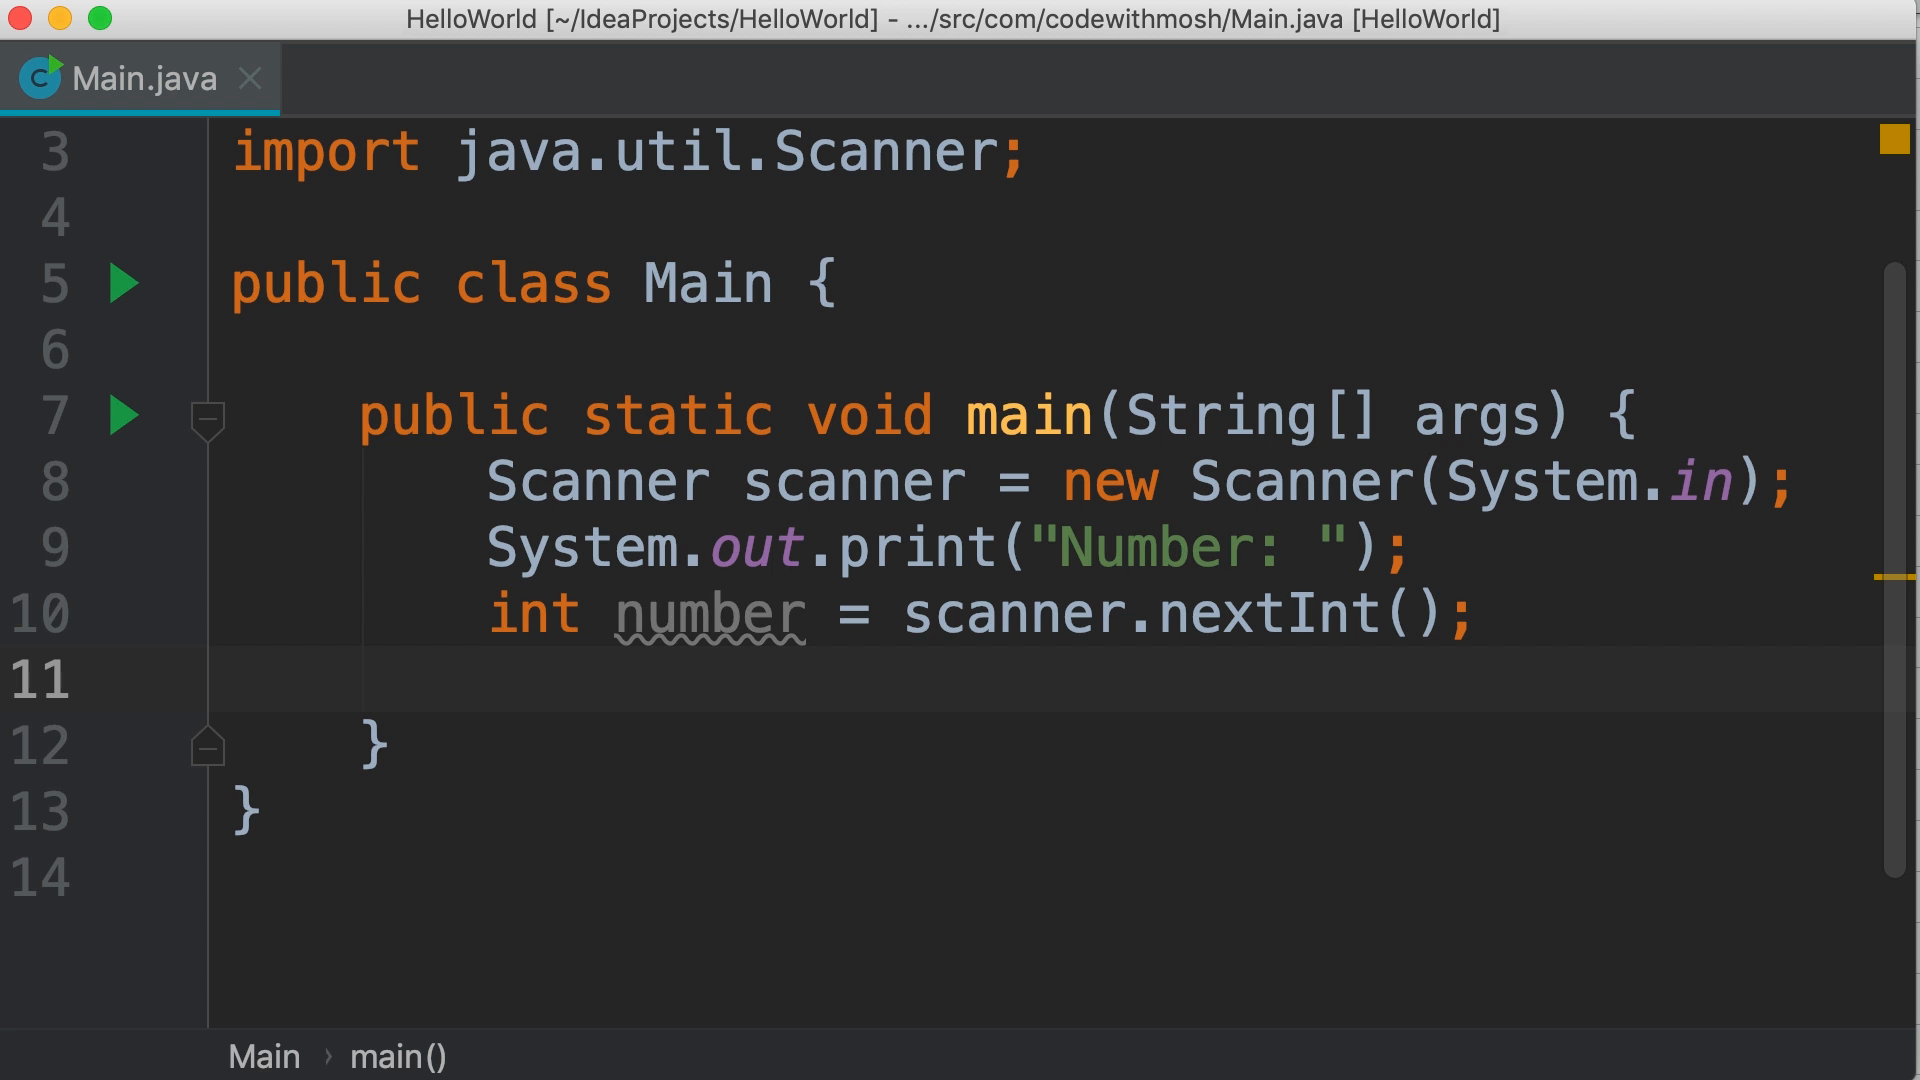 HelloWorld [~/IdeaProjects/HelloWorld] - .../src/com/codewithmosh/Main.java [HelloWorld]
C Main.java
3 import java.util.Scanner;
4
5 public class Main {
6
7     public static void main(String[] args) {
8         Scanner scanner = new Scanner(System.in);
9         System.out.print("Number: ");
10         int number = scanner.nextInt();
11
12     }
13 }
14
Main › main()